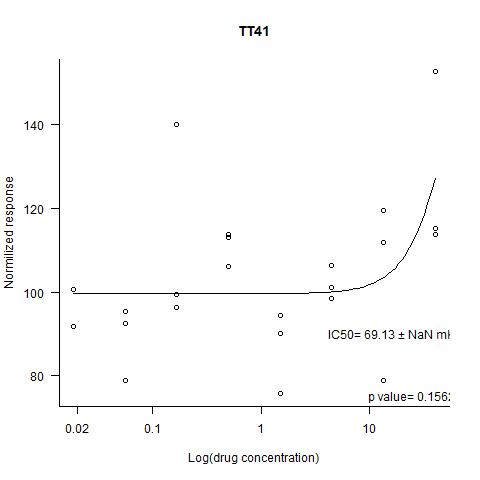 TT41
Normilized response
140
120
100
80
IC50= 69.13 ± NaN
p value= 0.156
0.02
0.1
1
10
Log(drug concentration)